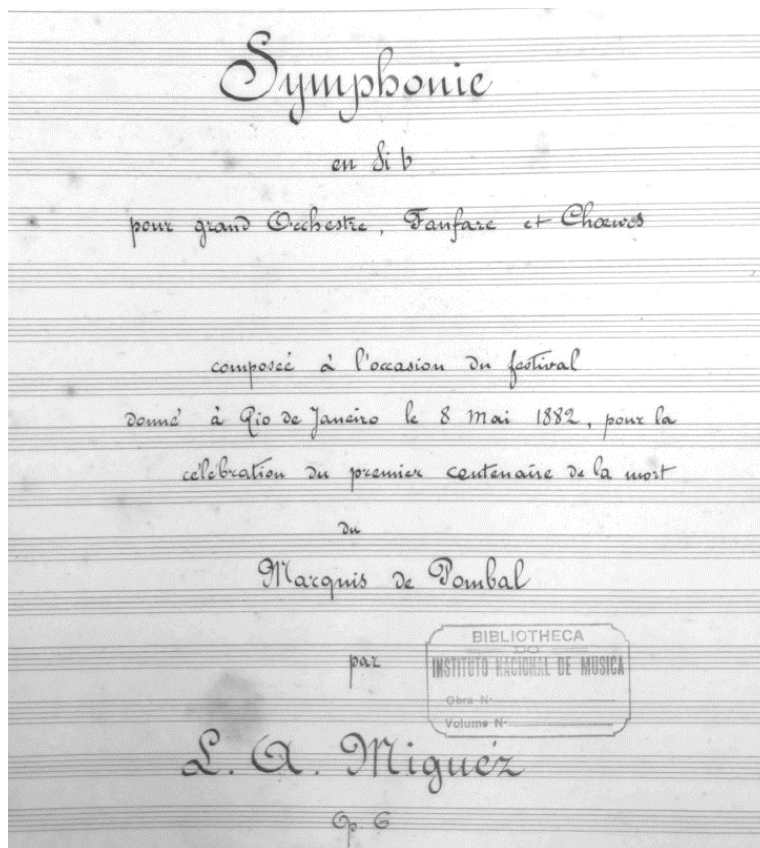 Symphonie
en Si b
pour grand Orchestre, Fanfare et Chœurs
composée à l'occasion du festival
donné à Rio de Janeiro le 8 Mai 1882, pour la
célébration du premier centenaire de la mort
du
Marquis de Pombal
par
BIBLIOTHECA
DO
INSTITUTO NACIONAL DE MUSICA
Obra N.
Volume N.
L. A. Miguéz
Op. 6